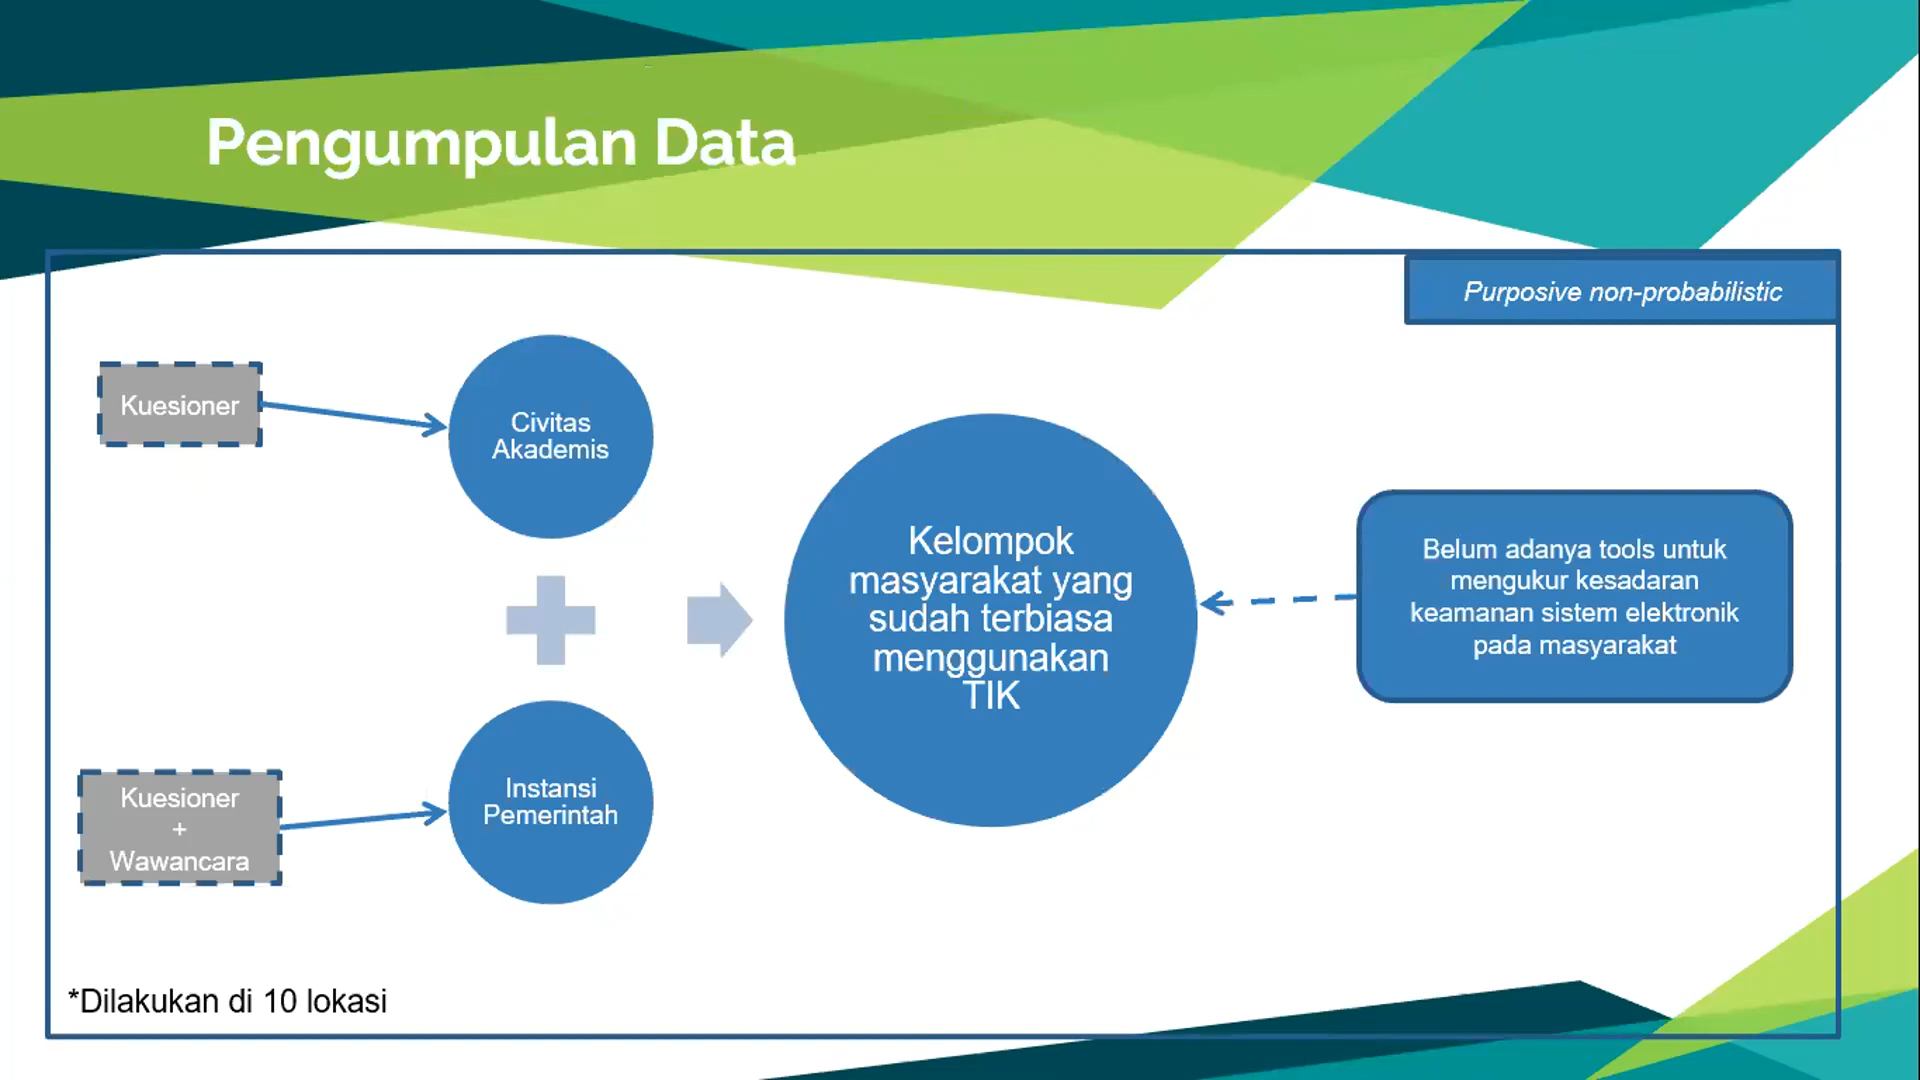 Pengumpulan Data
Purposive non-probabilistic
Kuesioner
Civitas
Akademis
Kelompok
masyarakat yang
sudah terbiasa
menggunakan
TIK
Belum adanya tools untuk
mengukur kesadaran
keamanan sistem elektronik
pada masyarakat
Kuesioner
+
Wawancara
Instansi
Pemerintah
*Dilakukan di 10 lokasi